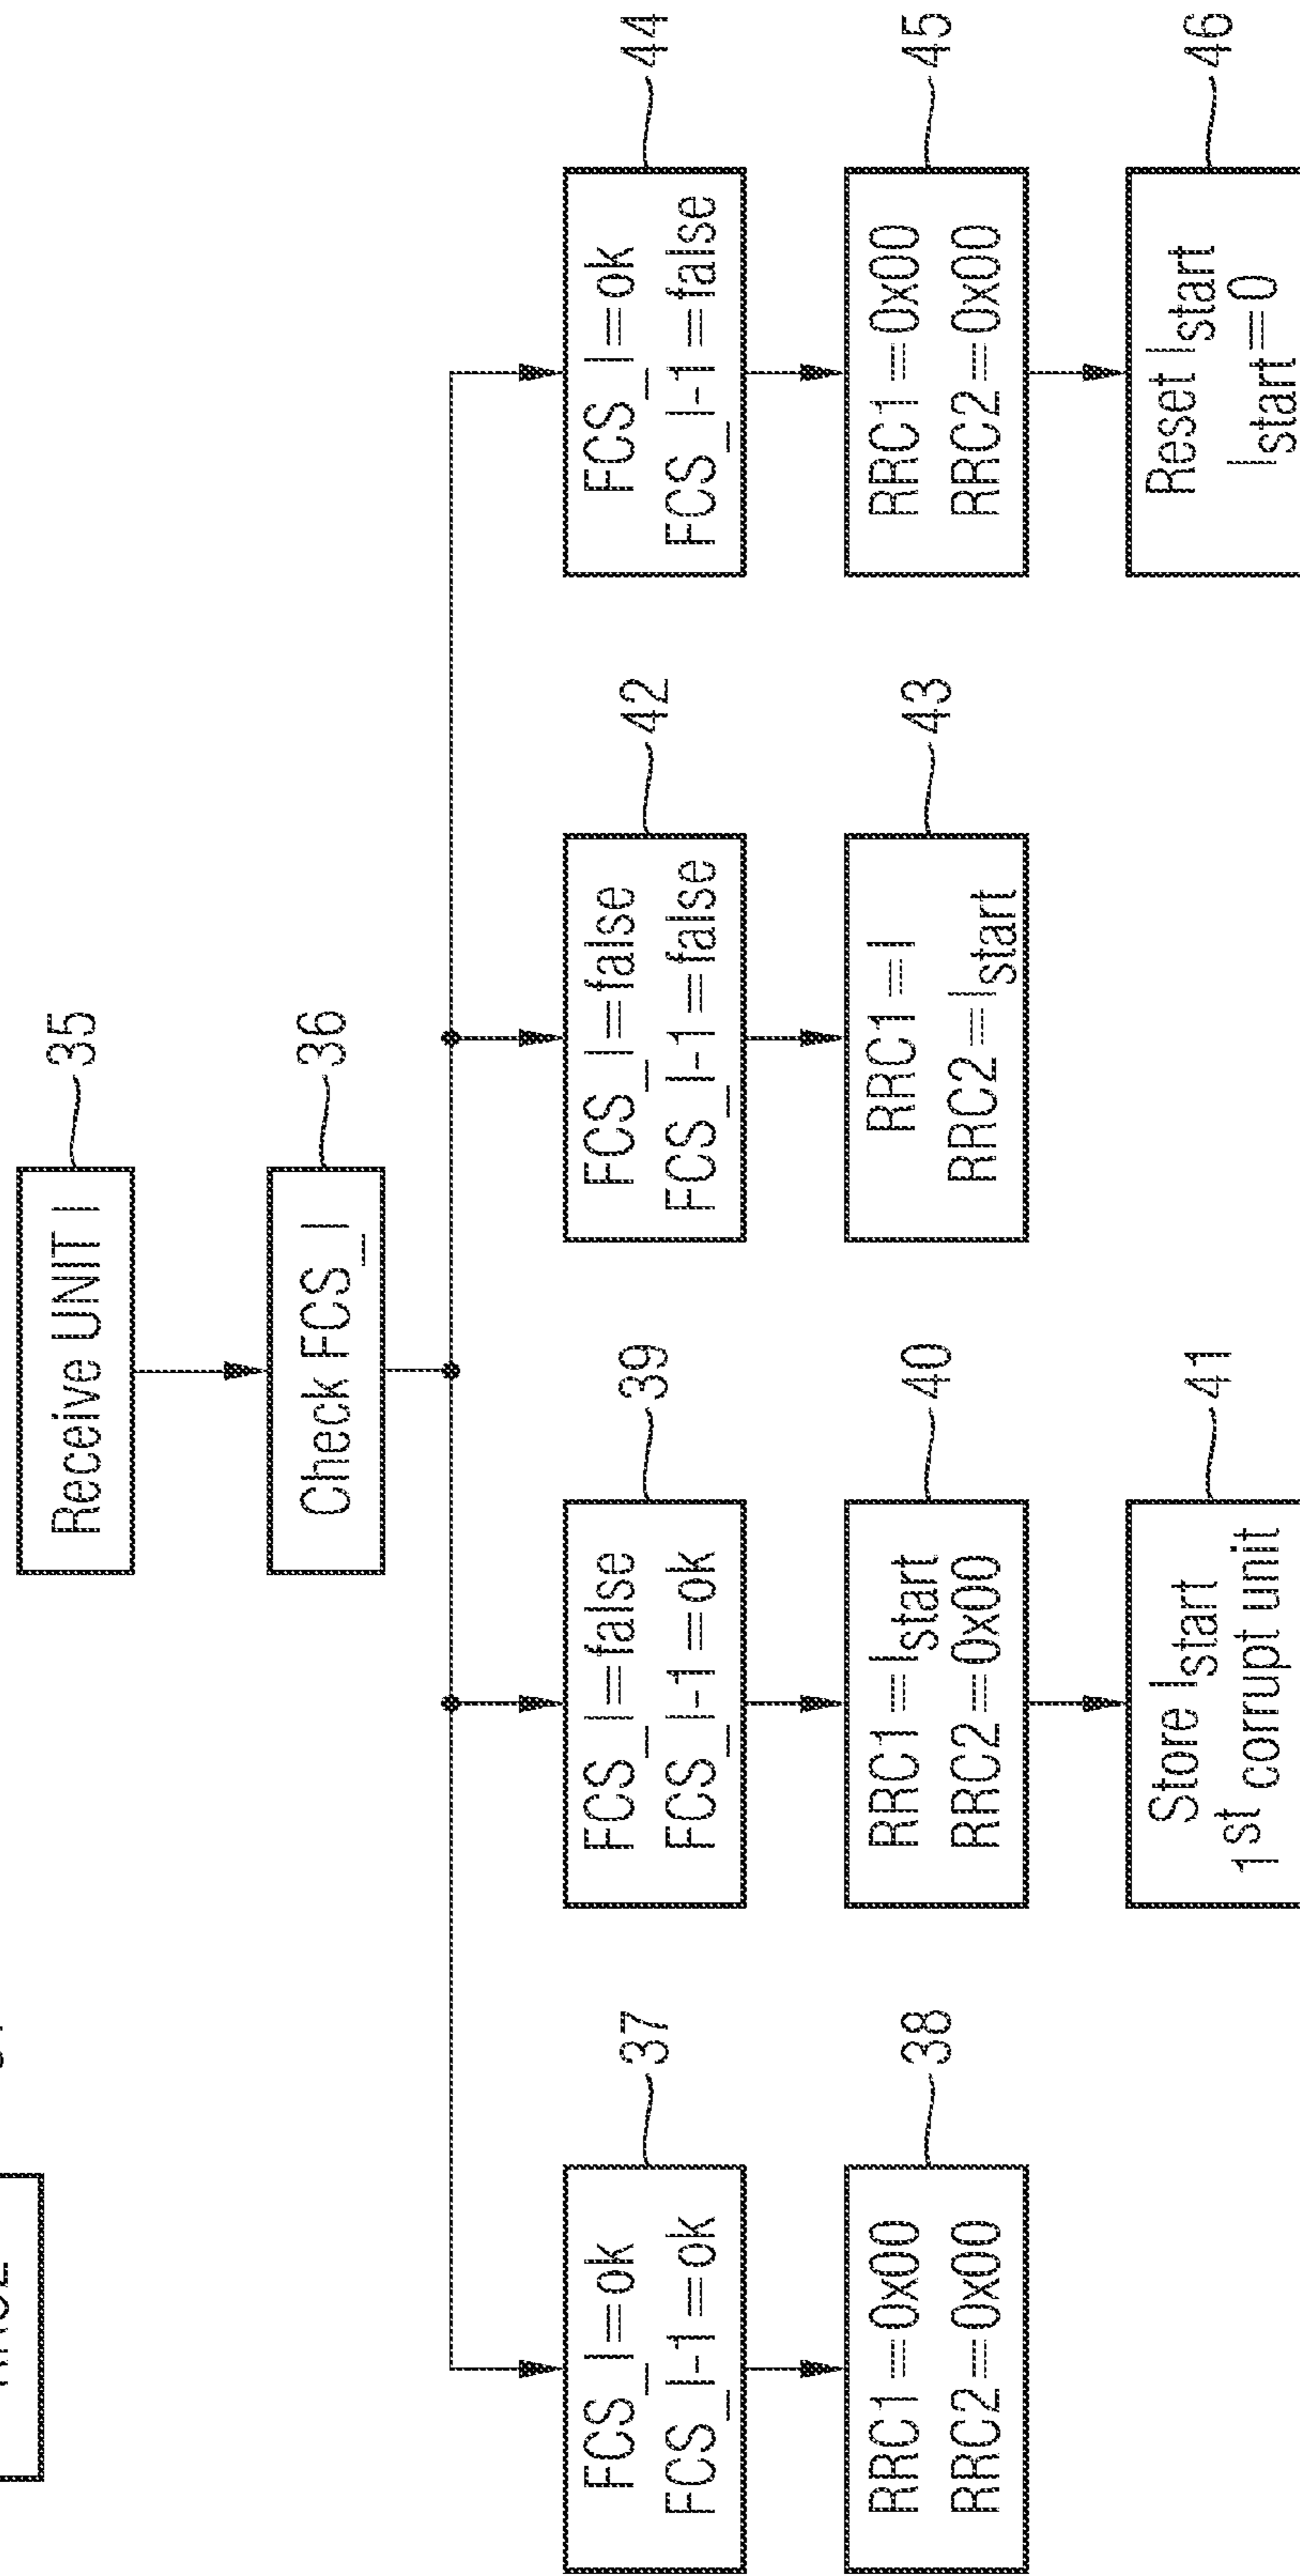 Receive UNIT I
35
Check FCS_I
36
FCS_I=ok
FCS_I-1=ok
37
RRC1=0x00
RRC2=0x00
38
FCS_I=false
FCS_I-1=ok
39
RRC1=Istart
RRC2=0x00
40
Store Istart
1st corrupt unit
41
FCS_I=false
FCS_I-1=false
42
RRC1=I
RRC2=Istart
43
FCS_I=ok
FCS_I-1=false
44
RRC1=0x00
RRC2=0x00
45
Reset Istart
Istart=0
46